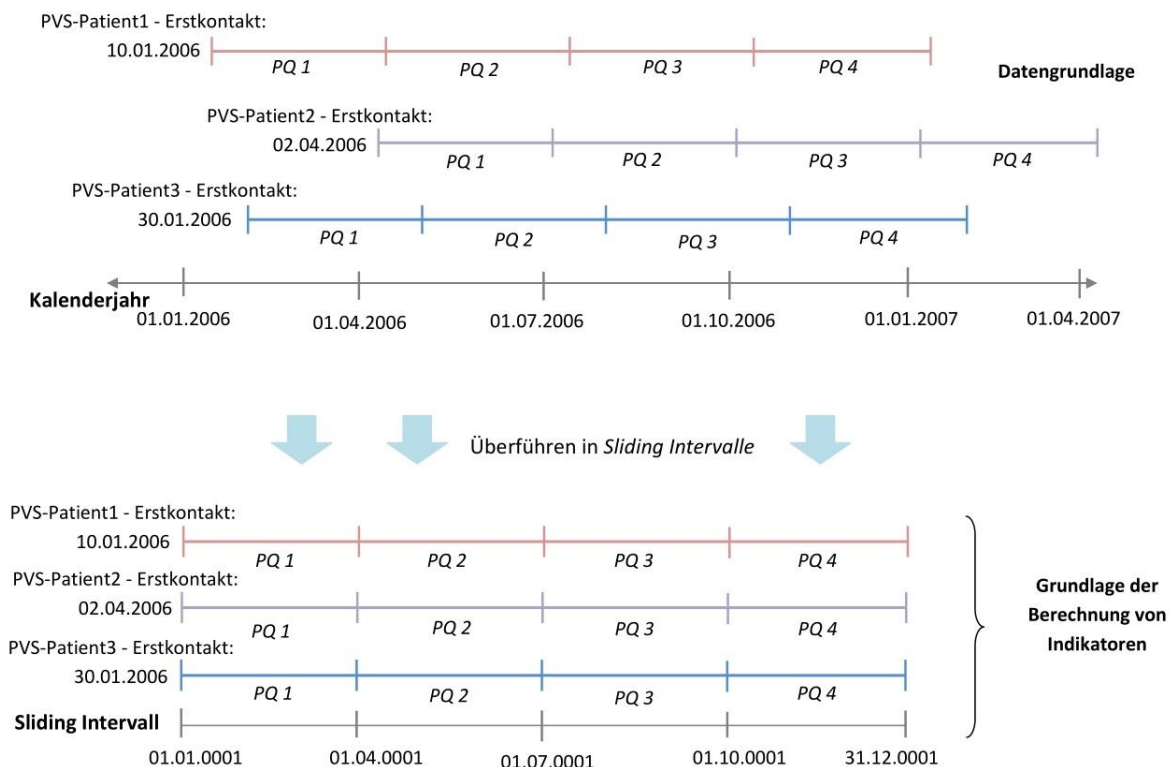 PVS-Patient1 - Erstkontakt:
10.01.2006
PQ 1
PQ 2
PQ 3
PQ 4
Datengrundlage
PVS-Patient2 - Erstkontakt:
02.04.2006
PQ 1
PQ 2
PQ 3
PQ 4
PVS-Patient3 - Erstkontakt:
30.01.2006
PQ 1
PQ 2
PQ 3
PQ 4
Kalenderjahr
01.01.2006
01.04.2006
01.07.2006
01.10.2006
01.01.2007
01.04.2007
Überführen in Sliding Intervalle
PVS-Patient1 - Erstkontakt:
10.01.2006
PQ 1
PQ 2
PQ 3
PQ 4
PVS-Patient2 - Erstkontakt:
02.04.2006
PQ 1
PQ 2
PQ 3
PQ 4
PVS-Patient3 - Erstkontakt:
30.01.2006
PQ 1
PQ 2
PQ 3
PQ 4
Grundlage der
Berechnung von
Indikatoren
Sliding Intervall
01.01.0001
01.04.0001
01.07.0001
01.10.0001
31.12.0001